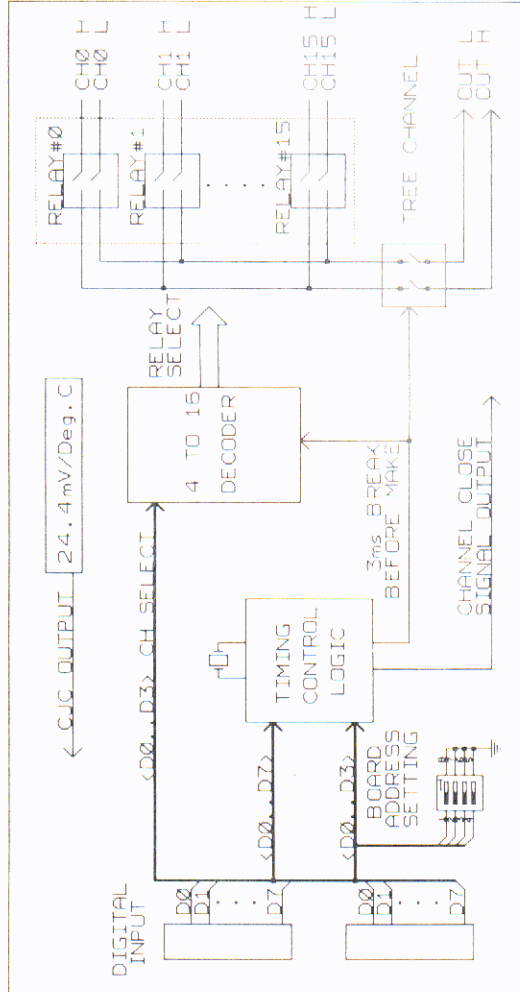 CJC OUTPUT
24.4mV/Deg.C
DIGITAL
INPUT
D0
D1
D7
D0
D1
D7
<D0..D3> CH SELECT
<D0..D7>
<D0..D3>
BOARD
ADDRESS
SETTING
TIMING
CONTROL
LOGIC
4 TO 16
DECODER
RELAY
SELECT
3ms BREAK
BEFORE MAKE
CHANNEL CLOSE
SIGNAL OUTPUT
RELAY#0
RELAY#1
RELAY#15
CH0 H
CH0 L
CH1 H
CH1 L
CH15 H
CH15 L
TREE CHANNEL
OUT L
OUT H